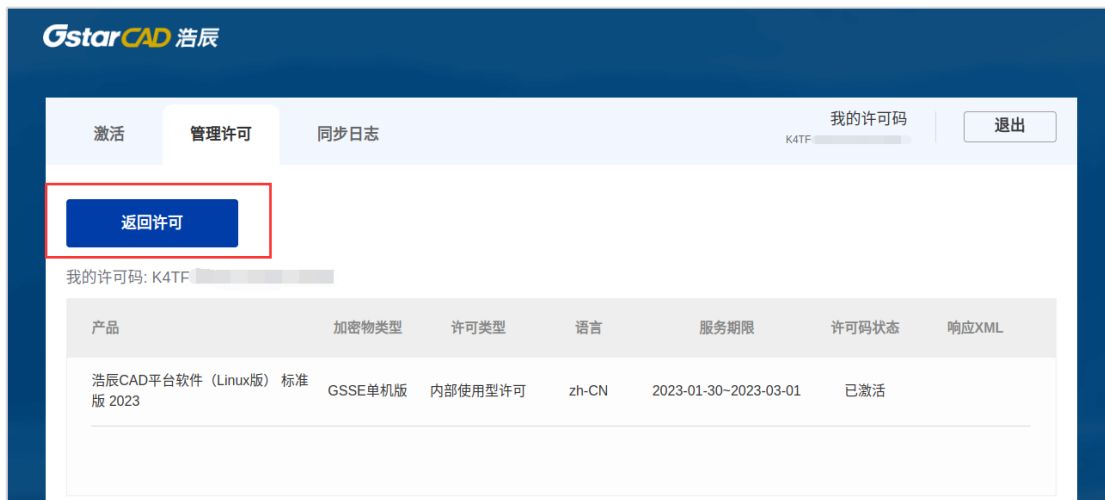 GstarCAD 浩辰
激活 管理许可 同步日志 我的许可码 退出
K4TF
返回许可
我的许可码: K4TF
产品 加密物类型 许可类型 语言 服务期限 许可码状态 响应XML
浩辰CAD平台软件（Linux版） 标准
版 2023
GSSE单机版 内部使用型许可 zh-CN 2023-01-30~2023-03-01 已激活